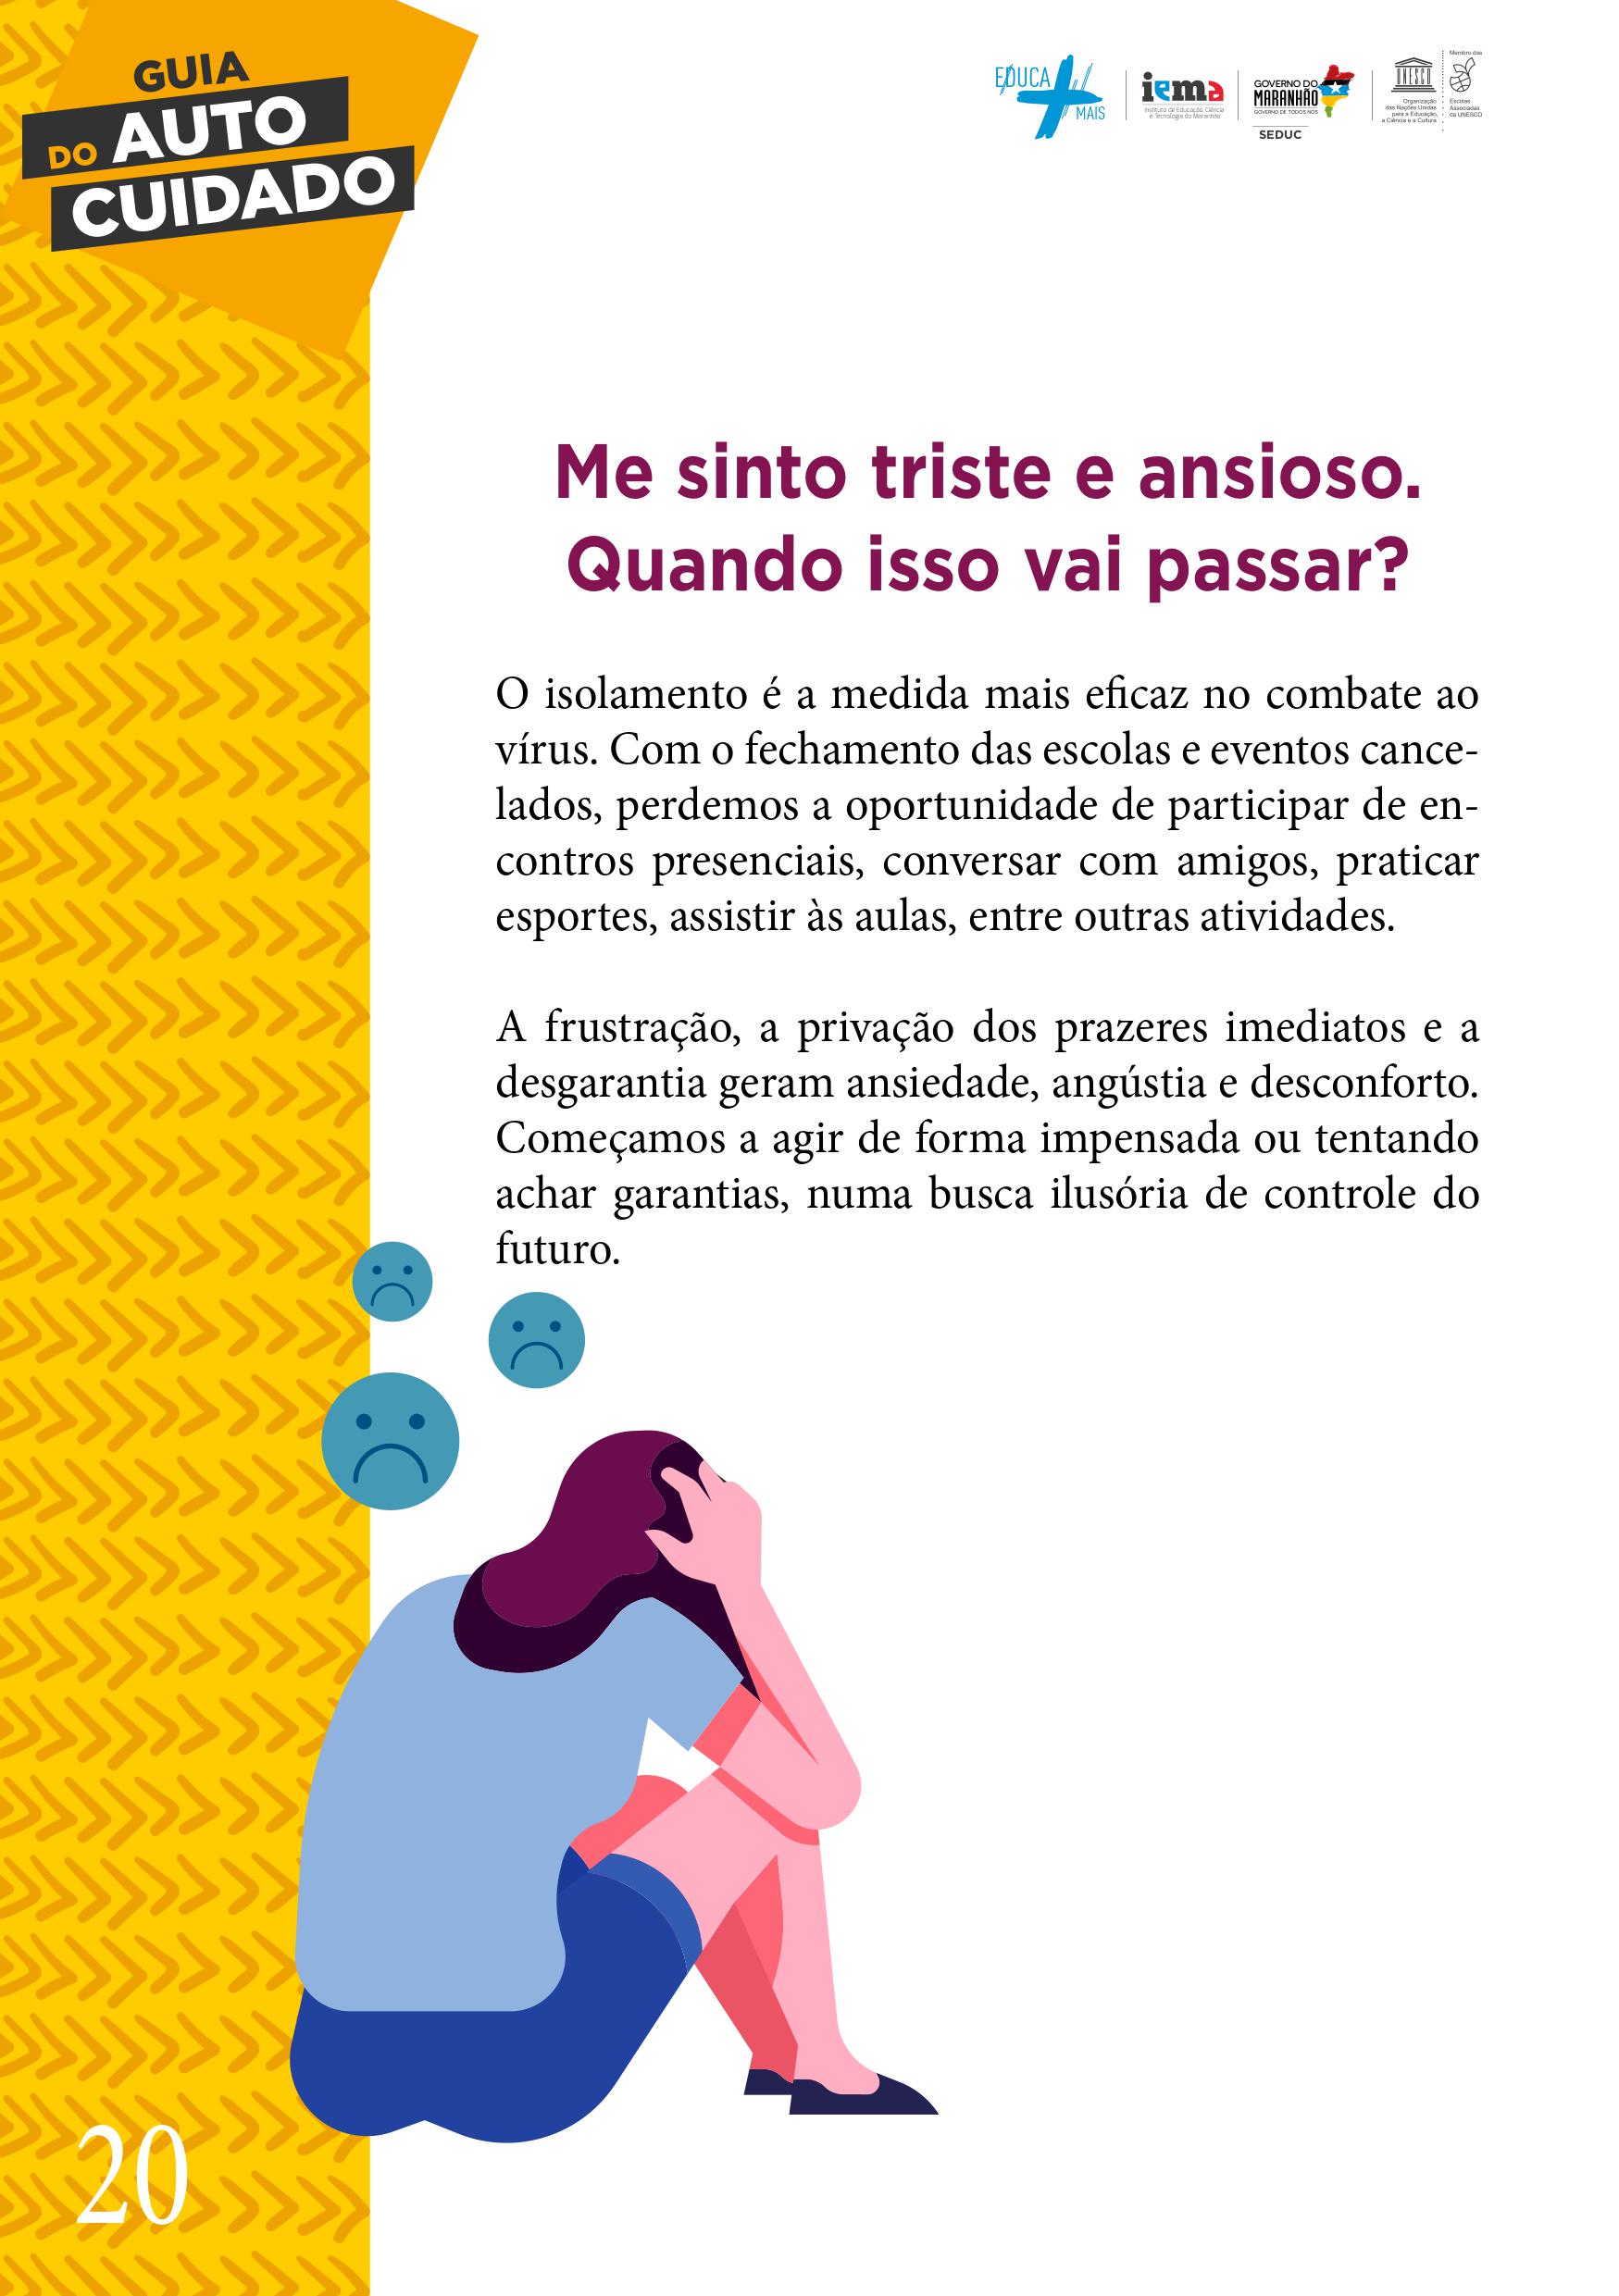 GUIA
DO AUTO
CUIDADO
EDUCA
MAIS
iema
Instituto de Educação, Ciência
e Tecnologia do Maranhão
GOVERNO DO
MARANHÃO
GOVERNO DE TODOS NÓS
SEDUC
UNESCO
Organização
das Nações Unidas
para a Educação,
a Ciência e a Cultura
Membro das
Escolas
Associadas
da UNESCO
Me sinto triste e ansioso.
Quando isso vai passar?
O isolamento é a medida mais eficaz no combate ao
vírus. Com o fechamento das escolas e eventos cance-
lados, perdemos a oportunidade de participar de en-
contros presenciais, conversar com amigos, praticar
esportes, assistir às aulas, entre outras atividades.
A frustração, a privação dos prazeres imediatos e a
desgarantia geram ansiedade, angústia e desconforto.
Começamos a agir de forma impensada ou tentando
achar garantias, numa busca ilusória de controle do
futuro.
20